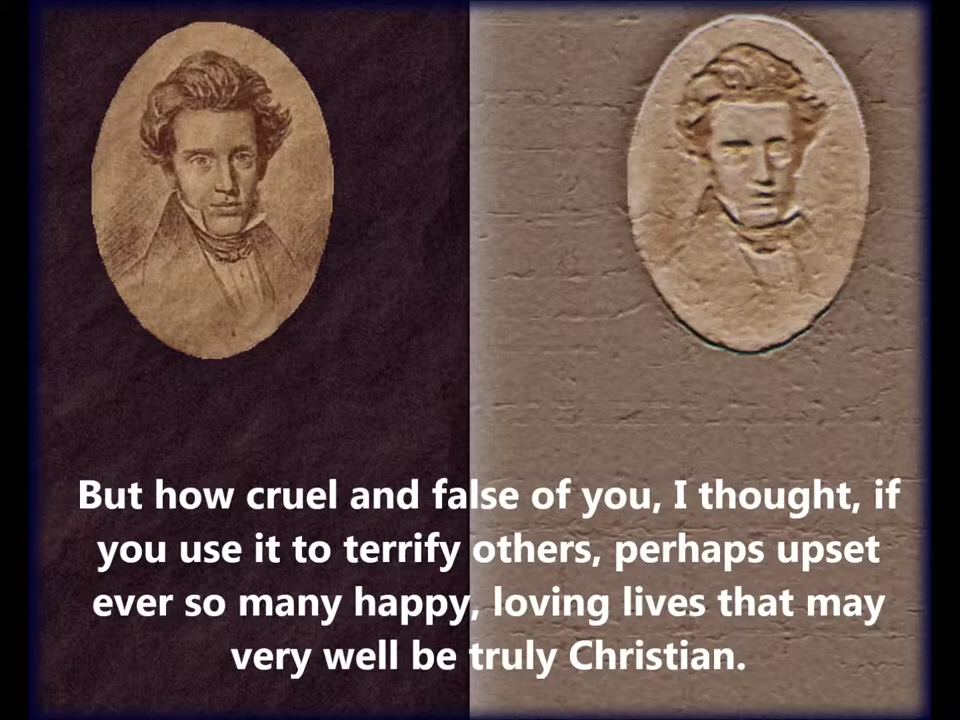 But how cruel and false of you, I thought, if
you use it to terrify others, perhaps upset
ever so many happy, loving lives that may
very well be truly Christian.